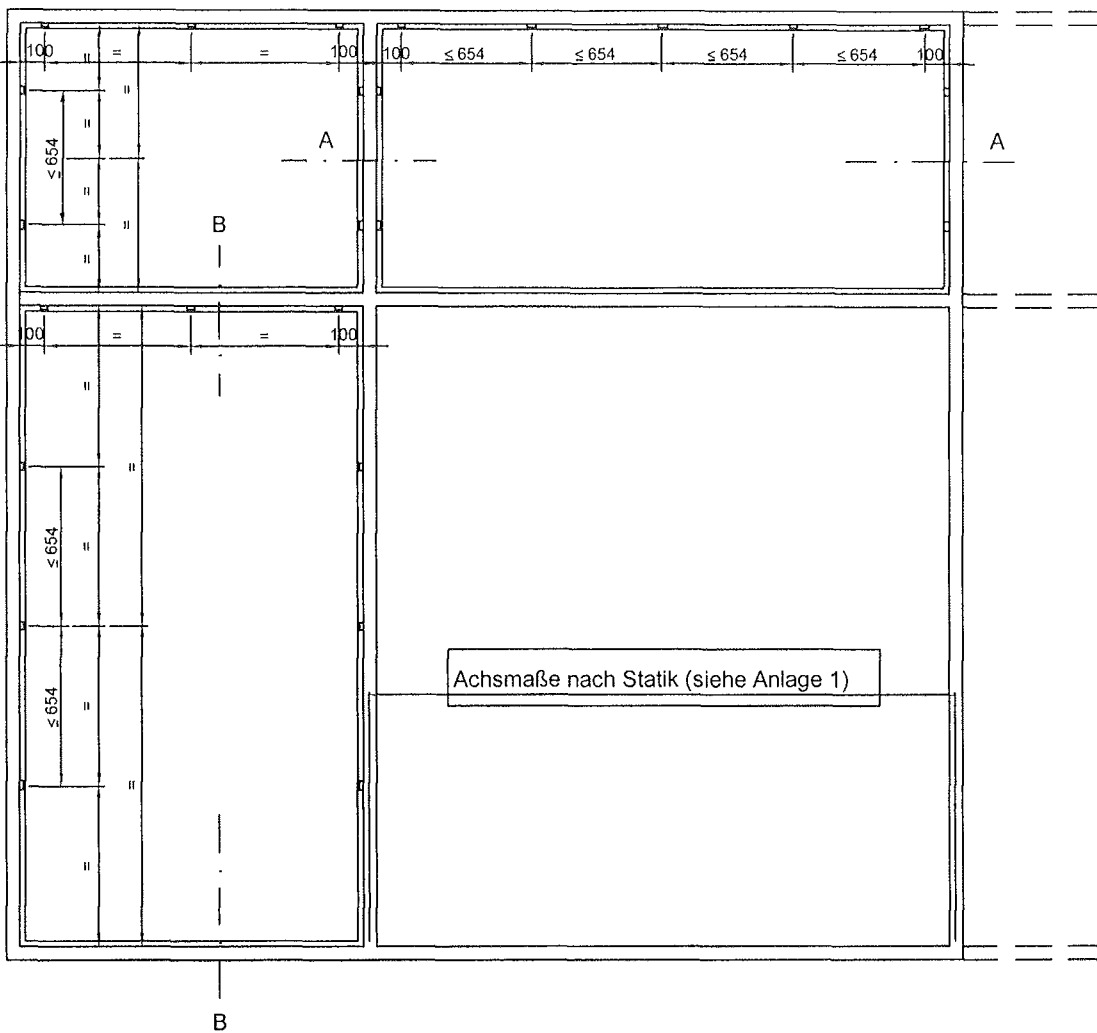 100 = = 100 100 ≤ 654 ≤ 654 ≤ 654 ≤ 654 100
=
=
≤ 654
=
=
=
=
A A
B
100 = = 100
=
=
≤ 654
=
≤ 654
=
=
=
Achsmaße nach Statik (siehe Anlage 1)
B